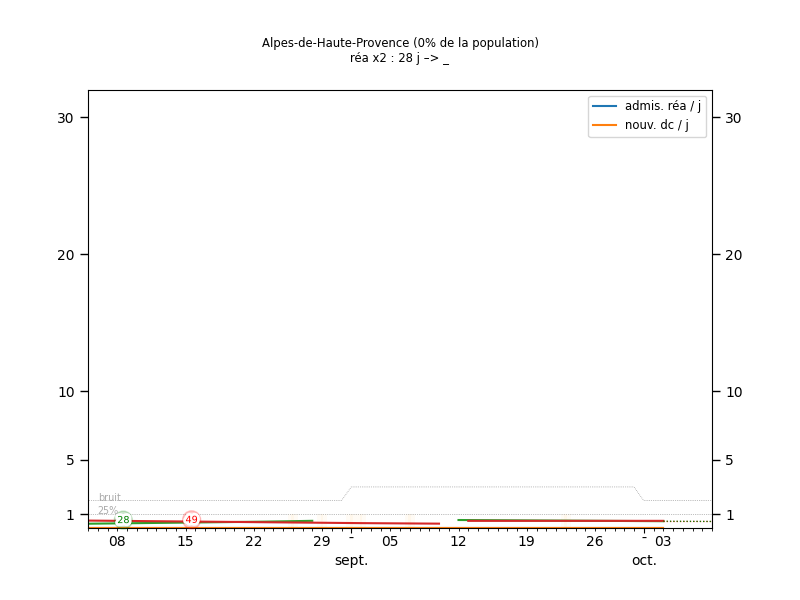 Alpes-de-Haute-Provence (0% de la population)
réa x2 : 28 j –> _
admis. réa / j
nouv. dc / j
30 30
20 20
10 10
5 5
bruit
25%
1 28 49 1
08 15 22 29 - 05 12 19 26 - 03
sept. oct.